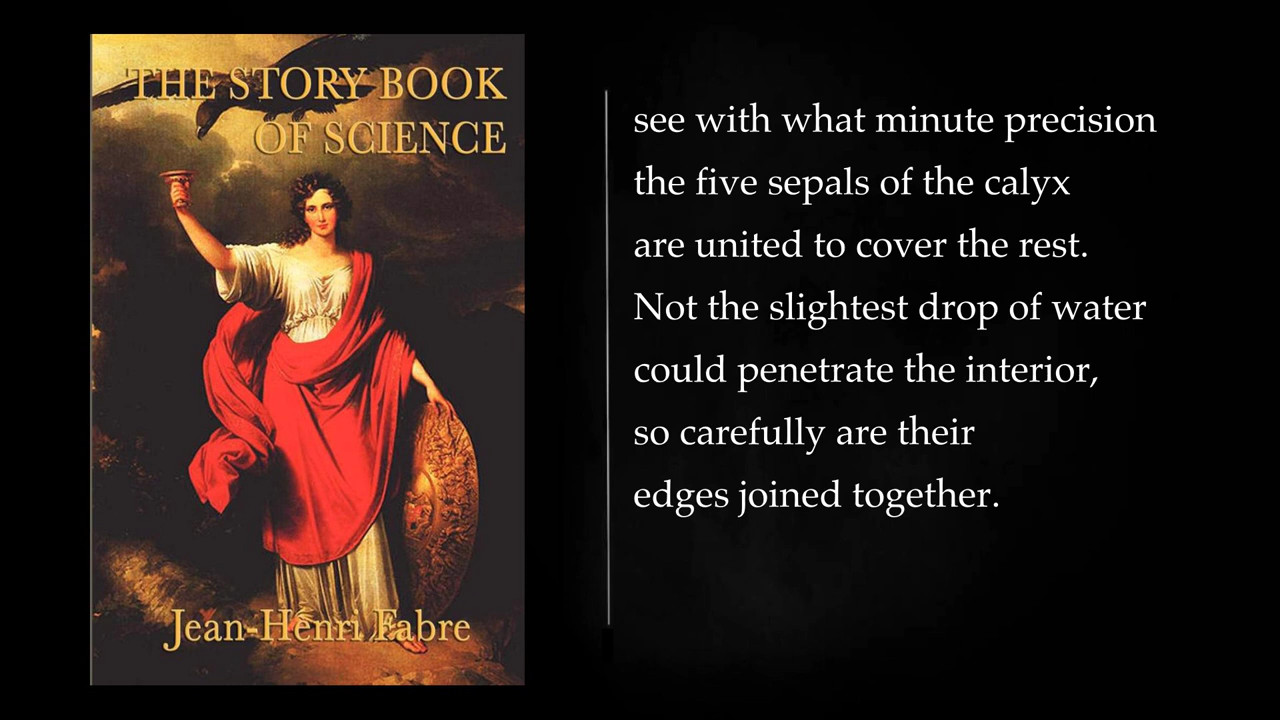 THE STORY BOOK
OF SCIENCE
Jean-Henri Fabre
see with what minute precision
the five sepals of the calyx
are united to cover the rest.
Not the slightest drop of water
could penetrate the interior,
so carefully are their
edges joined together.